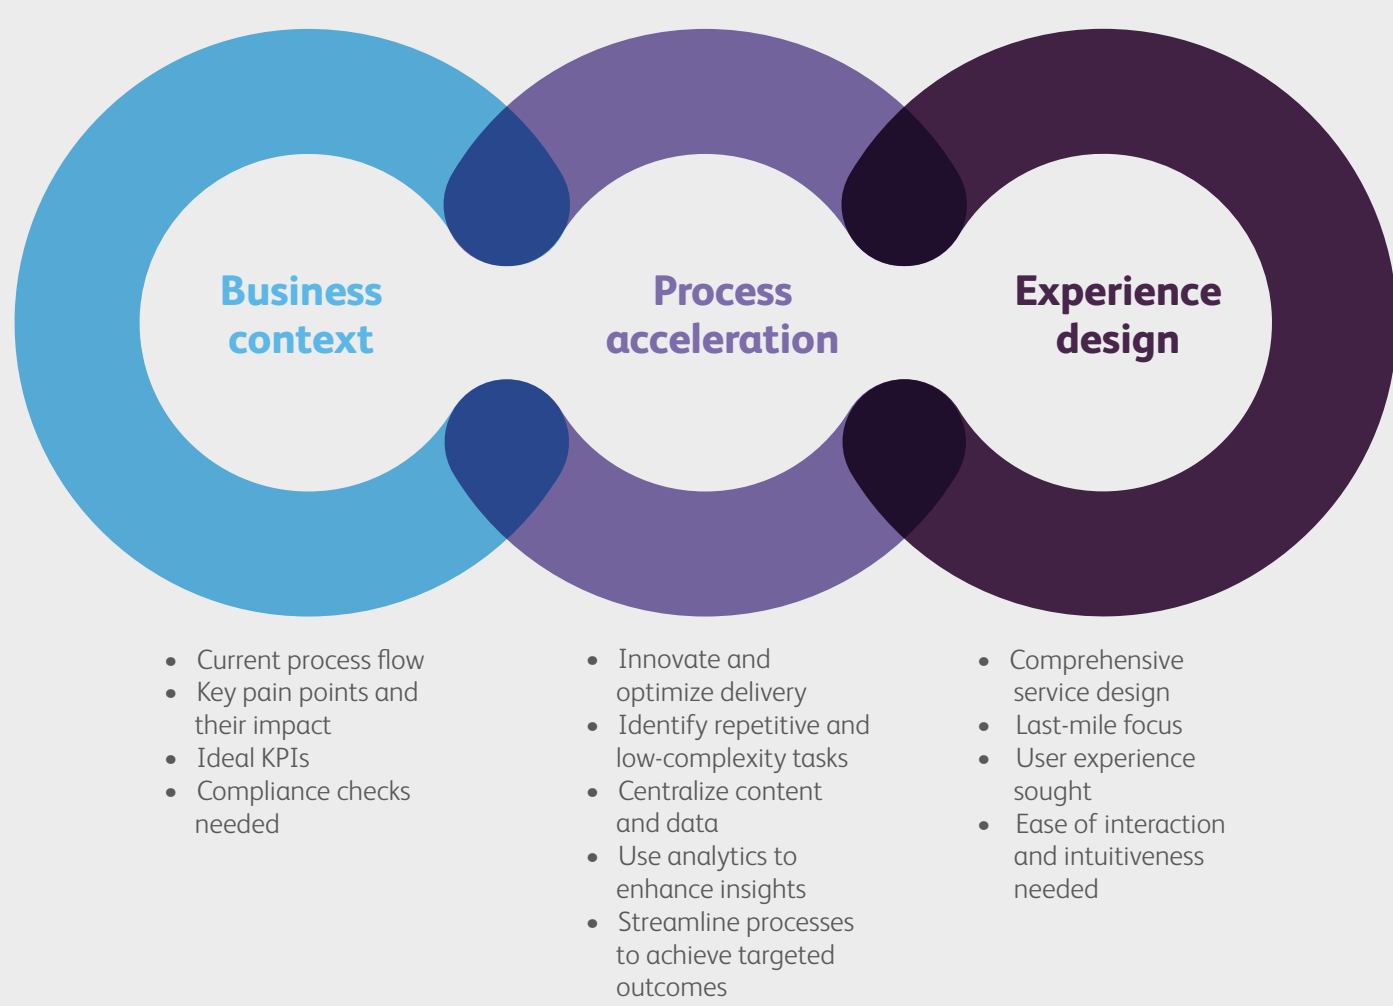 Business
context
Process
acceleration
Experience
design
• Current process flow
• Key pain points and
their impact
• Ideal KPIs
• Compliance checks
needed
• Innovate and
optimize delivery
• Identify repetitive and
low-complexity tasks
• Centralize content
and data
• Use analytics to
enhance insights
• Streamline processes
to achieve targeted
outcomes
• Comprehensive
service design
• Last-mile focus
• User experience
sought
• Ease of interaction
and intuitiveness
needed